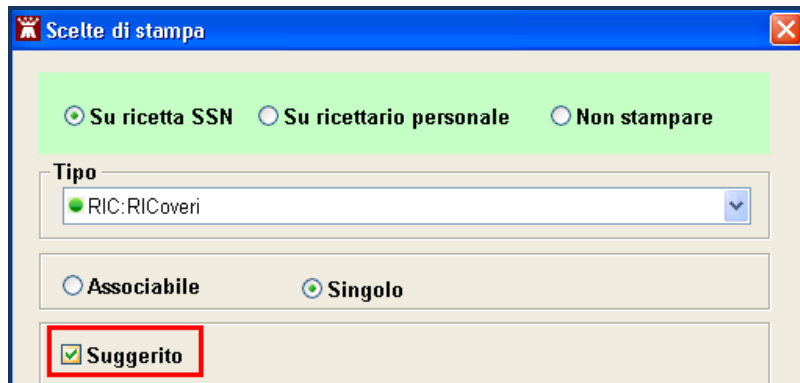 Scelte di stampa
Su ricetta SSN Su ricettario personale Non stampare
Tipo
RIC:RICoveri
Associabile Singolo
Suggerito